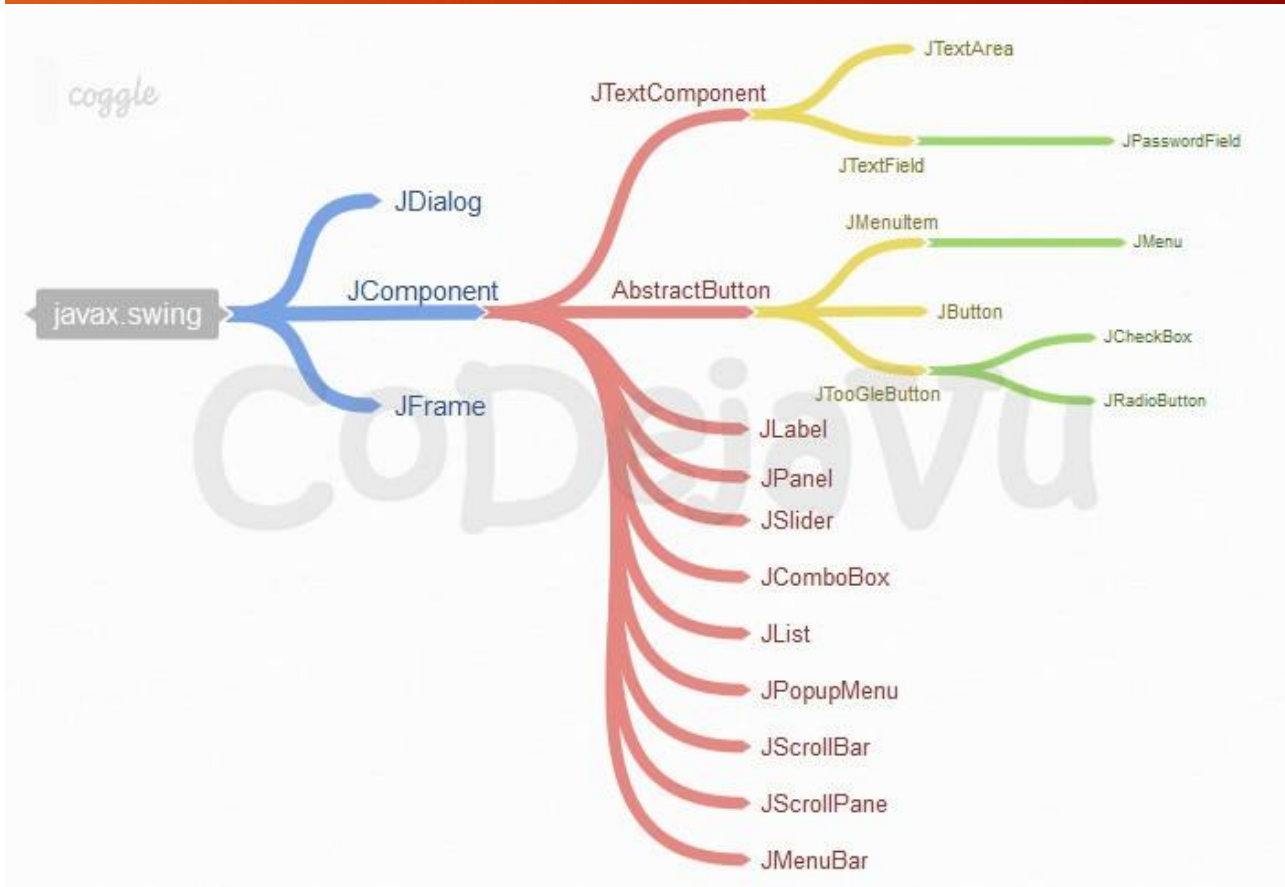 coggle
JTextArea
JTextComponent
JPasswordField
JTextField
JDialog
JMenuItem
JMenu
JComponent
AbstractButton
javax.swing
JButton
JCheckBox
JTooGleButton
JRadioButton
JFrame
JLabel
CoDejaVu
JPanel
JSlider
JComboBox
JList
JPopupMenu
JScrollBar
JScrollPane
JMenuBar